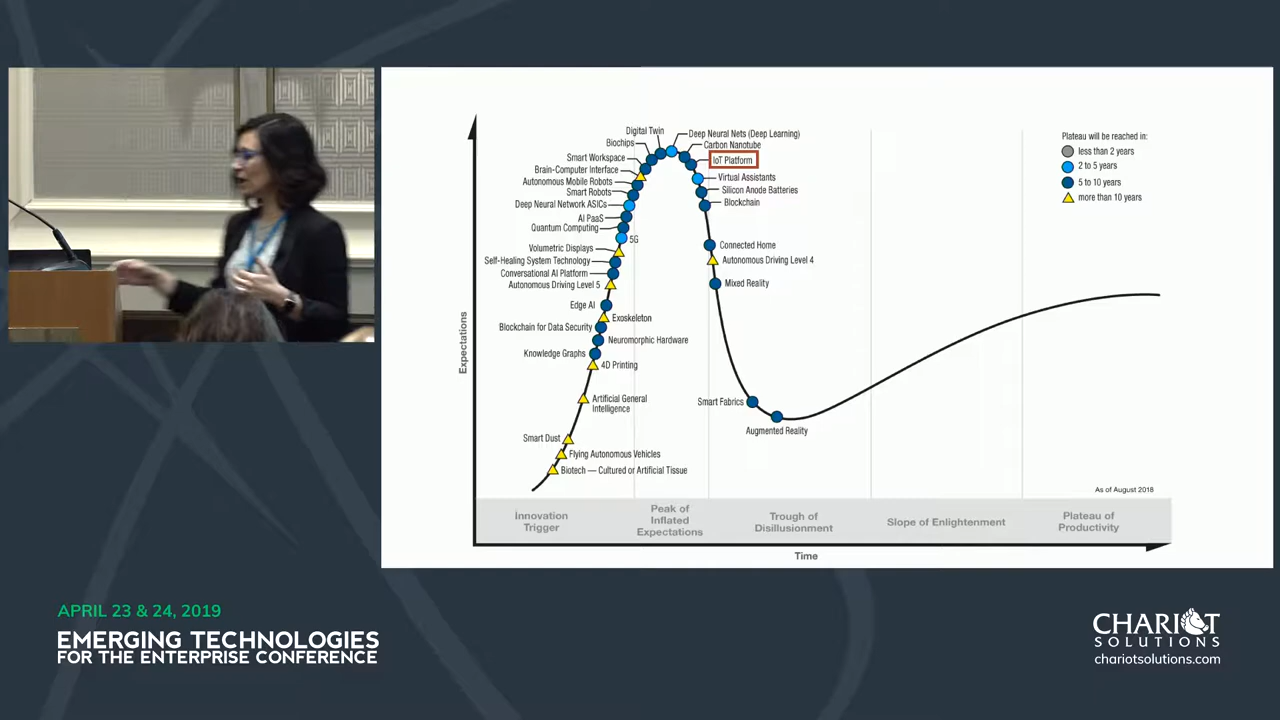 Digital Twin
Deep Neural Nets (Deep Learning)
Biochips
Carbon Nanotube
Smart Workspace
IoT Platform
Brain-Computer Interface
Virtual Assistants
Autonomous Mobile Robots
Smart Robots
Silicon Anode Batteries
Deep Neural Network ASICs
Blockchain
AI PaaS
Quantum Computing
5G
Volumetric Displays
Connected Home
Self-Healing System Technology
Autonomous Driving Level 4
Conversational AI Platform
Autonomous Driving Level 5
Mixed Reality
Edge AI
Exoskeleton
Blockchain for Data Security
Neuromorphic Hardware
Knowledge Graphs
4D Printing
Artificial General
Intelligence
Smart Fabrics
Augmented Reality
Smart Dust
Flying Autonomous Vehicles
Biotech — Cultured or Artificial Tissue
Plateau will be reached in:
less than 2 years
2 to 5 years
5 to 10 years
more than 10 years
Expectations
As of August 2018
Innovation
Trigger
Peak of
Inflated
Expectations
Trough of
Disillusionment
Slope of Enlightenment
Plateau of
Productivity
Time
APRIL 23 & 24, 2019
EMERGING TECHNOLOGIES
FOR THE ENTERPRISE CONFERENCE
CHARIOT
SOLUTIONS
chariotsolutions.com